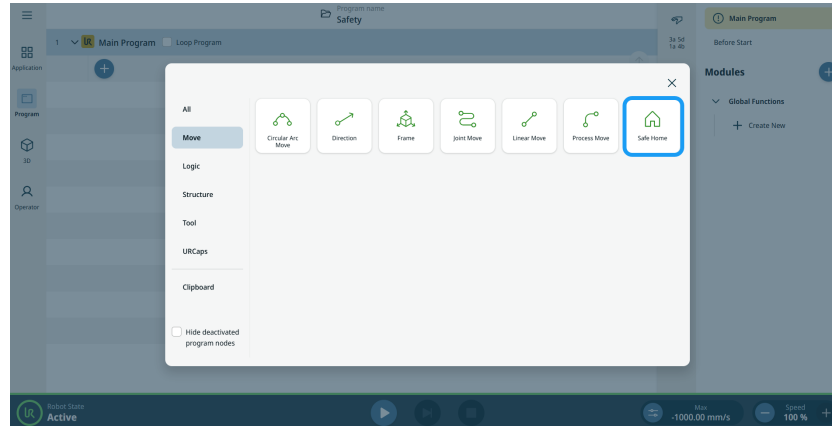 Program name
Safety
Main Program
1 UR Main Program Loop Program
3a 5d
1a 4b
Before Start
Application
Modules
Global Functions
Create New
Program
3D
Operator
All
Move
Logic
Structure
Tool
URCaps
Clipboard
Hide deactivated
program nodes
Circular Arc
Move
Direction
Frame
Joint Move
Linear Move
Process Move
Safe Home
UR
Robot State
Active
Max
-1000.00 mm/s
Speed
100 %